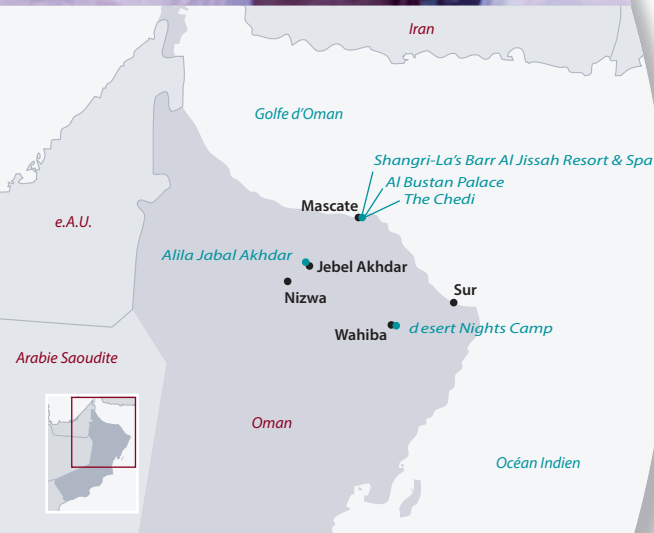 Iran
Golfe d'Oman
Shangri-La's Barr Al Jissah Resort & Spa
Al Bustan Palace
The Chedi
Mascate
e.A.U.
Alila Jabal Akhdar
Jebel Akhdar
Nizwa
Sur
Wahiba
desert Nights Camp
Arabie Saoudite
Oman
Océan Indien